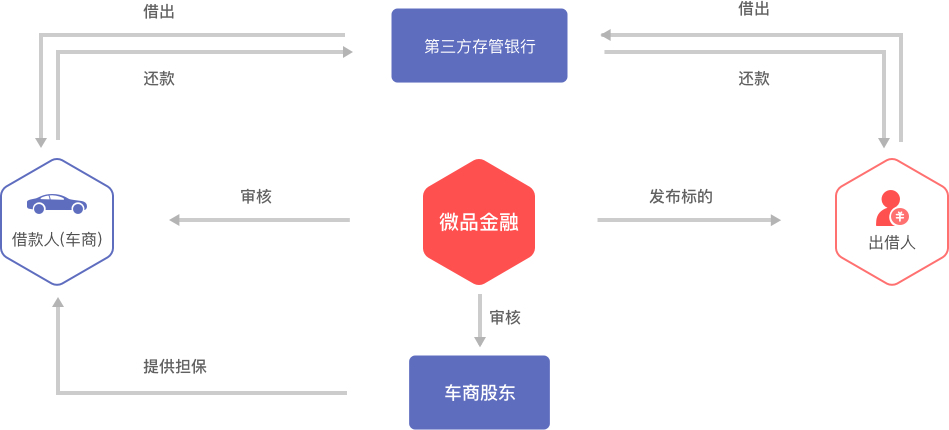 借出
借出
第三方存管银行
还款
还款
审核
发布标的
微品金融
借款人(车商)
出借人
审核
提供担保
车商股东